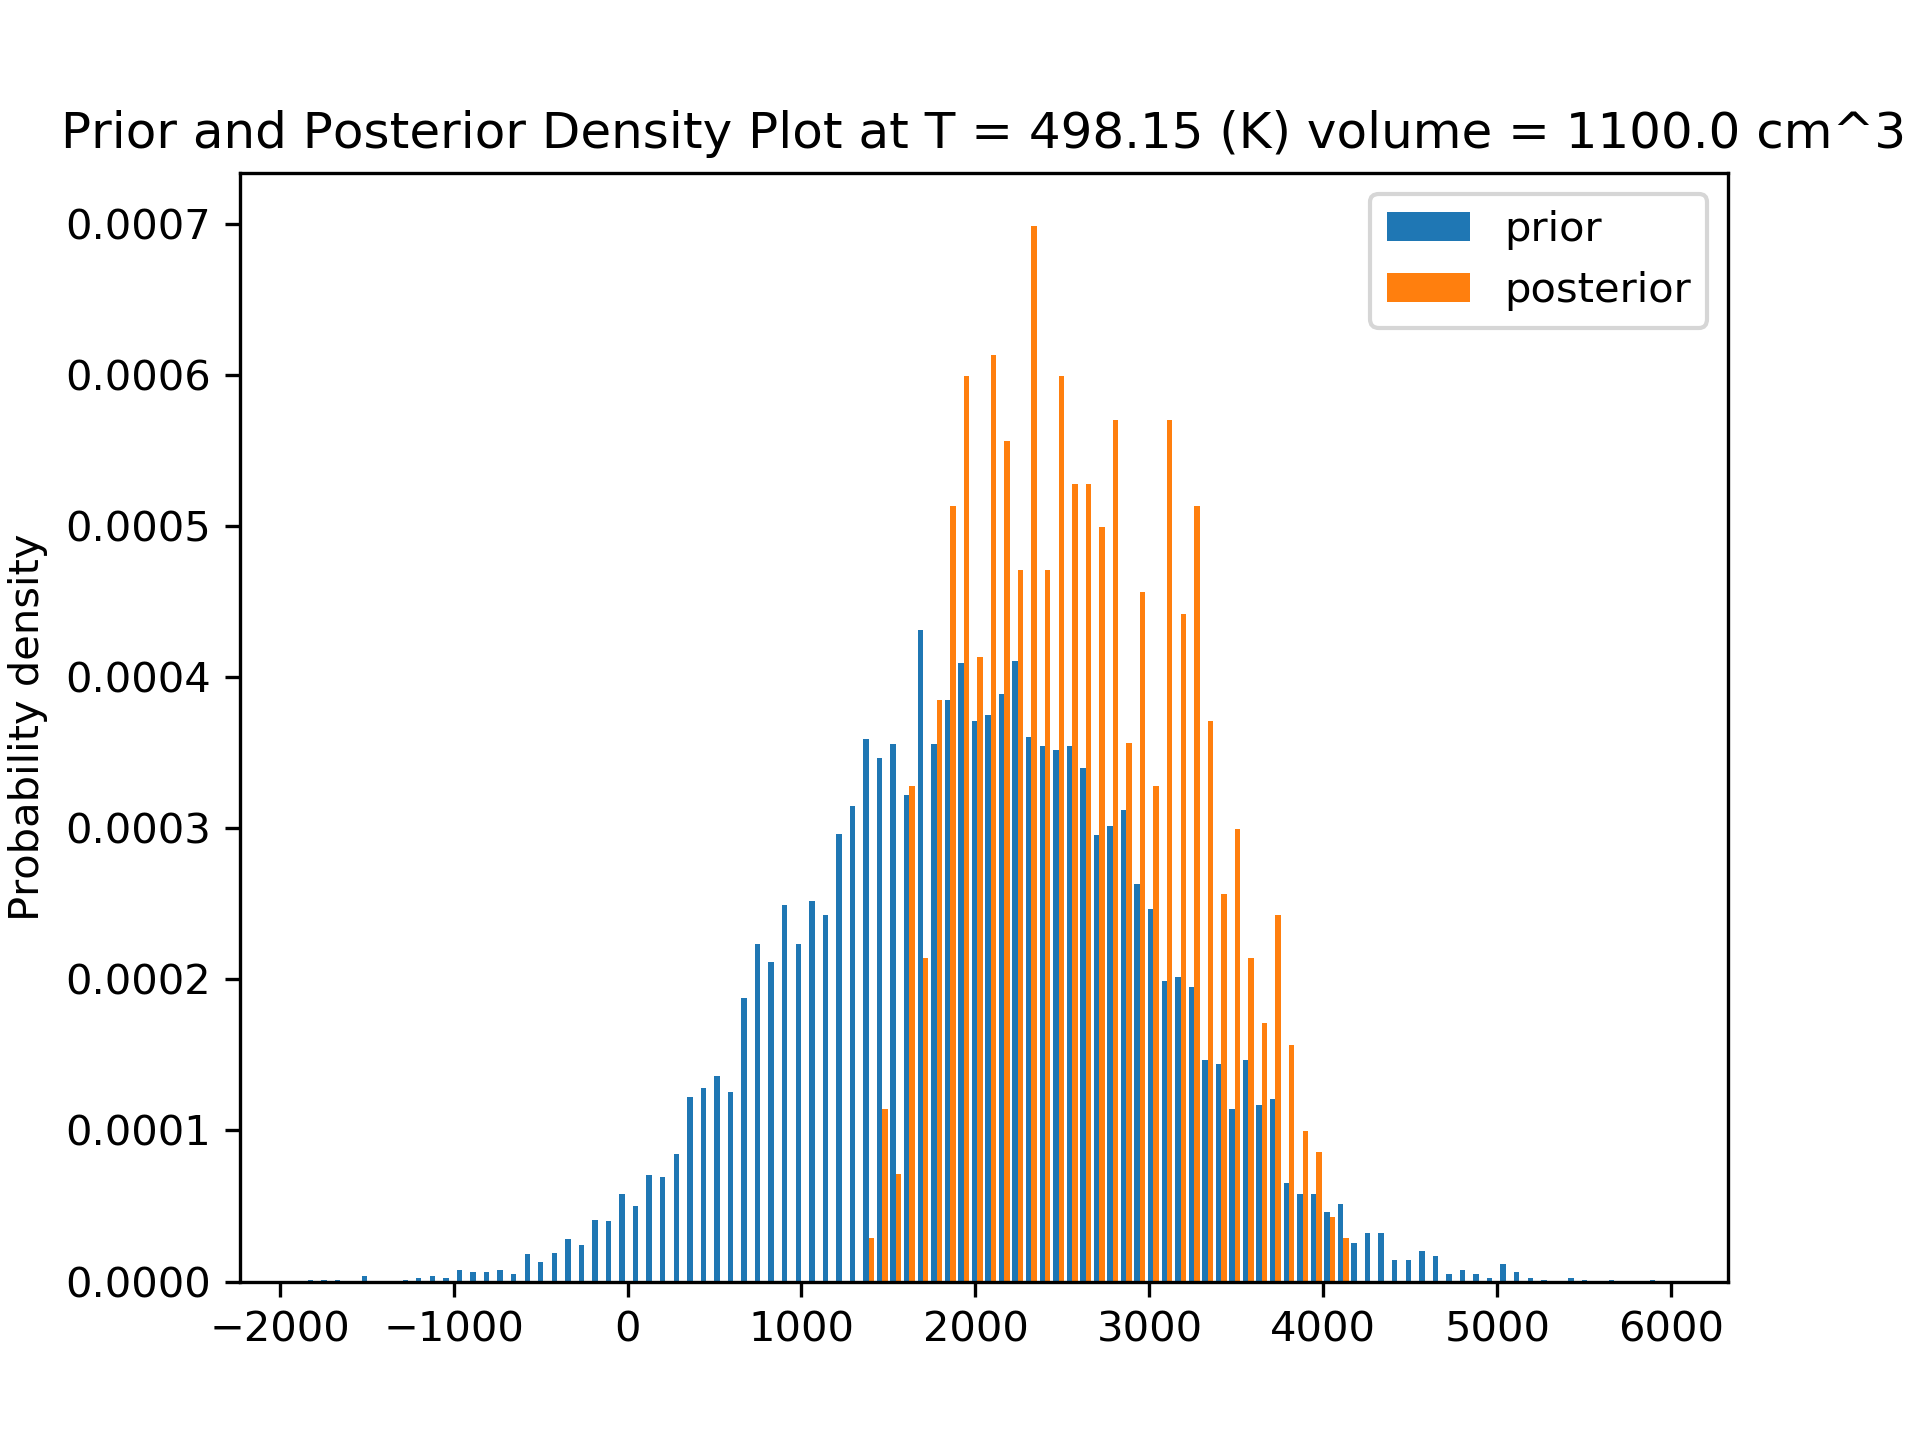 Prior and Posterior Density Plot at T = 498.15 (K) volume = 1100.0 cm^3
prior
posterior
Probability density
0.0007
0.0006
0.0005
0.0004
0.0003
0.0002
0.0001
0.0000
−2000 −1000 0 1000 2000 3000 4000 5000 6000